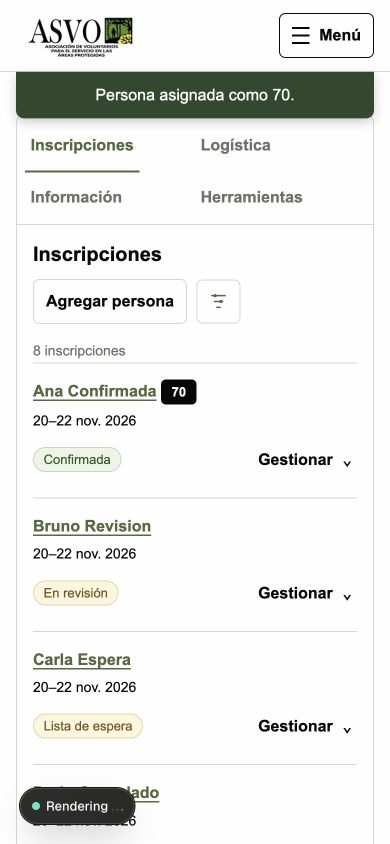 ASVO
ASOCIACIÓN DE VOLUNTARIOS
PARA EL SERVICIO EN LAS
ÁREAS PROTEGIDAS
Menú
Persona asignada como 70.
Inscripciones
Logística
Información
Herramientas
Inscripciones
Agregar persona
8 inscripciones
Ana Confirmada 70
20–22 nov. 2026
Confirmada
Gestionar
Bruno Revision
20–22 nov. 2026
En revisión
Gestionar
Carla Espera
20–22 nov. 2026
Lista de espera
Gestionar
Rendering...
2026